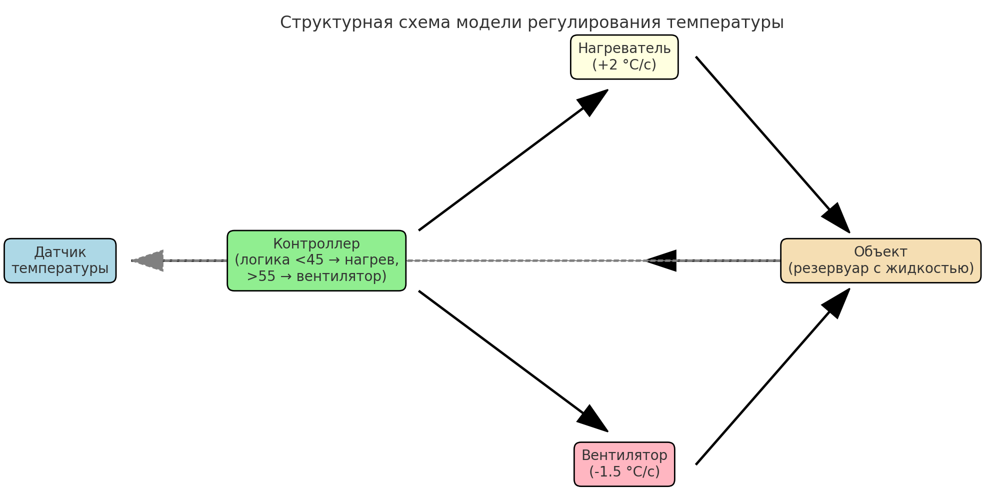 Структурная схема модели регулирования температуры
Нагреватель
(+2 °C/с)
Датчик
температуры
Контроллер
(логика <45 → нагрев,
>55 → вентилятор)
Объект
(резервуар с жидкостью)
Вентилятор
(-1.5 °C/с)